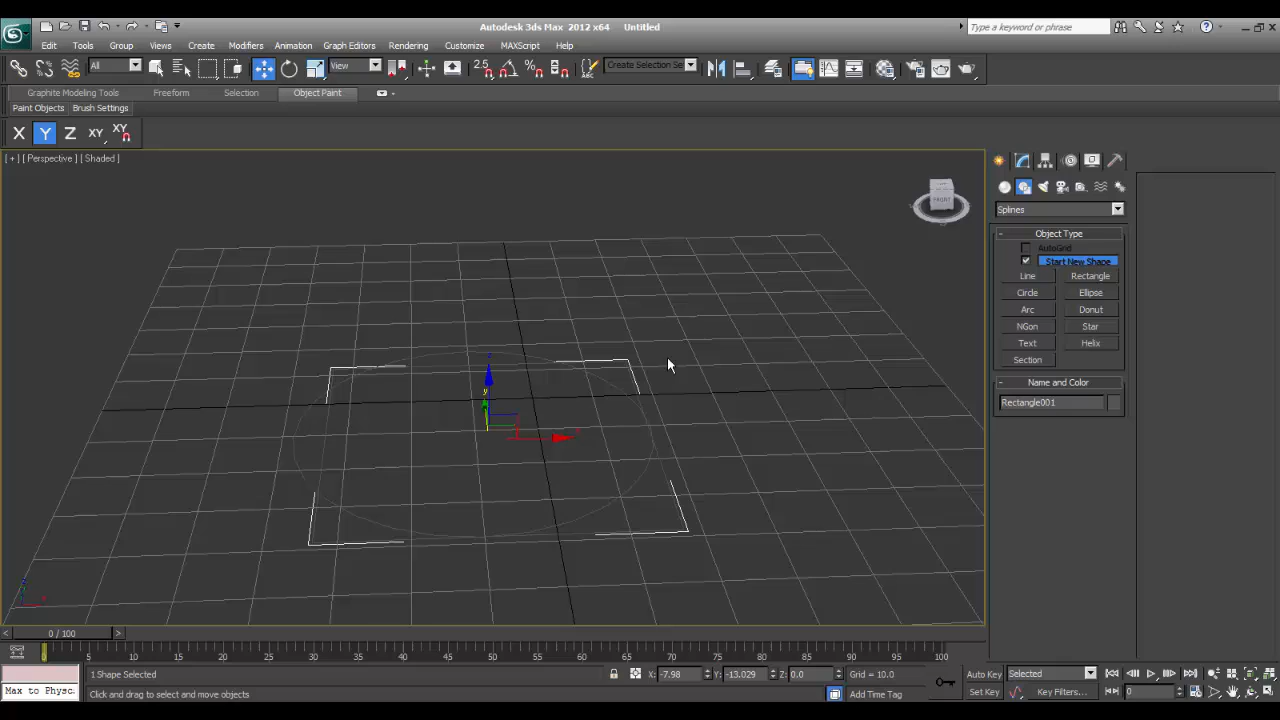 Autodesk 3ds Max 2012 x64 Untitled
Type a keyword or phrase
Edit Tools Group Views Create Modifiers Animation Graph Editors Rendering Customize MAXScript Help
All
View
2.5
Create Selection Se
Graphite Modeling Tools Freeform Selection Object Paint
Paint Objects Brush Settings
X Y Z XY XY
[ + ] [ Perspective ] [ Shaded ]
FRONT
Splines
Object Type
AutoGrid
Start New Shape
Line Rectangle
Circle Ellipse
Arc Donut
NGon Star
Text Helix
Section
Name and Color
Rectangle001
0 / 100
0 5 10 15 20 25 30 35 40 45 50 55 60 65 70 75 80 85 90 95 100
1 Shape Selected
X: -7.98 Y: -13.029 Z: 0.0 Grid = 10.0
Auto Key Selected
Max to Physc.
Click and drag to select and move objects
Add Time Tag
Set Key Key Filters... 0